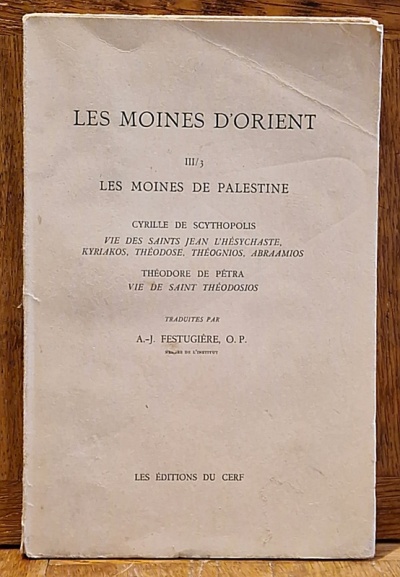 LES MOINES D'ORIENT
III/3
LES MOINES DE PALESTINE
CYRILLE DE SCYTHOPOLIS
VIE DES SAINTS JEAN L'HÉSYCHASTE,
KYRIAKOS, THÉODOSE, THÉOGNIOS, ABRAAMIOS
THÉODORE DE PÉTRA
VIE DE SAINT THÉODOSIOS
TRADUITES PAR
A.-J. FESTUGIÈRE, O. P.
MEMBRE DE L'INSTITUT
LES ÉDITIONS DU CERF